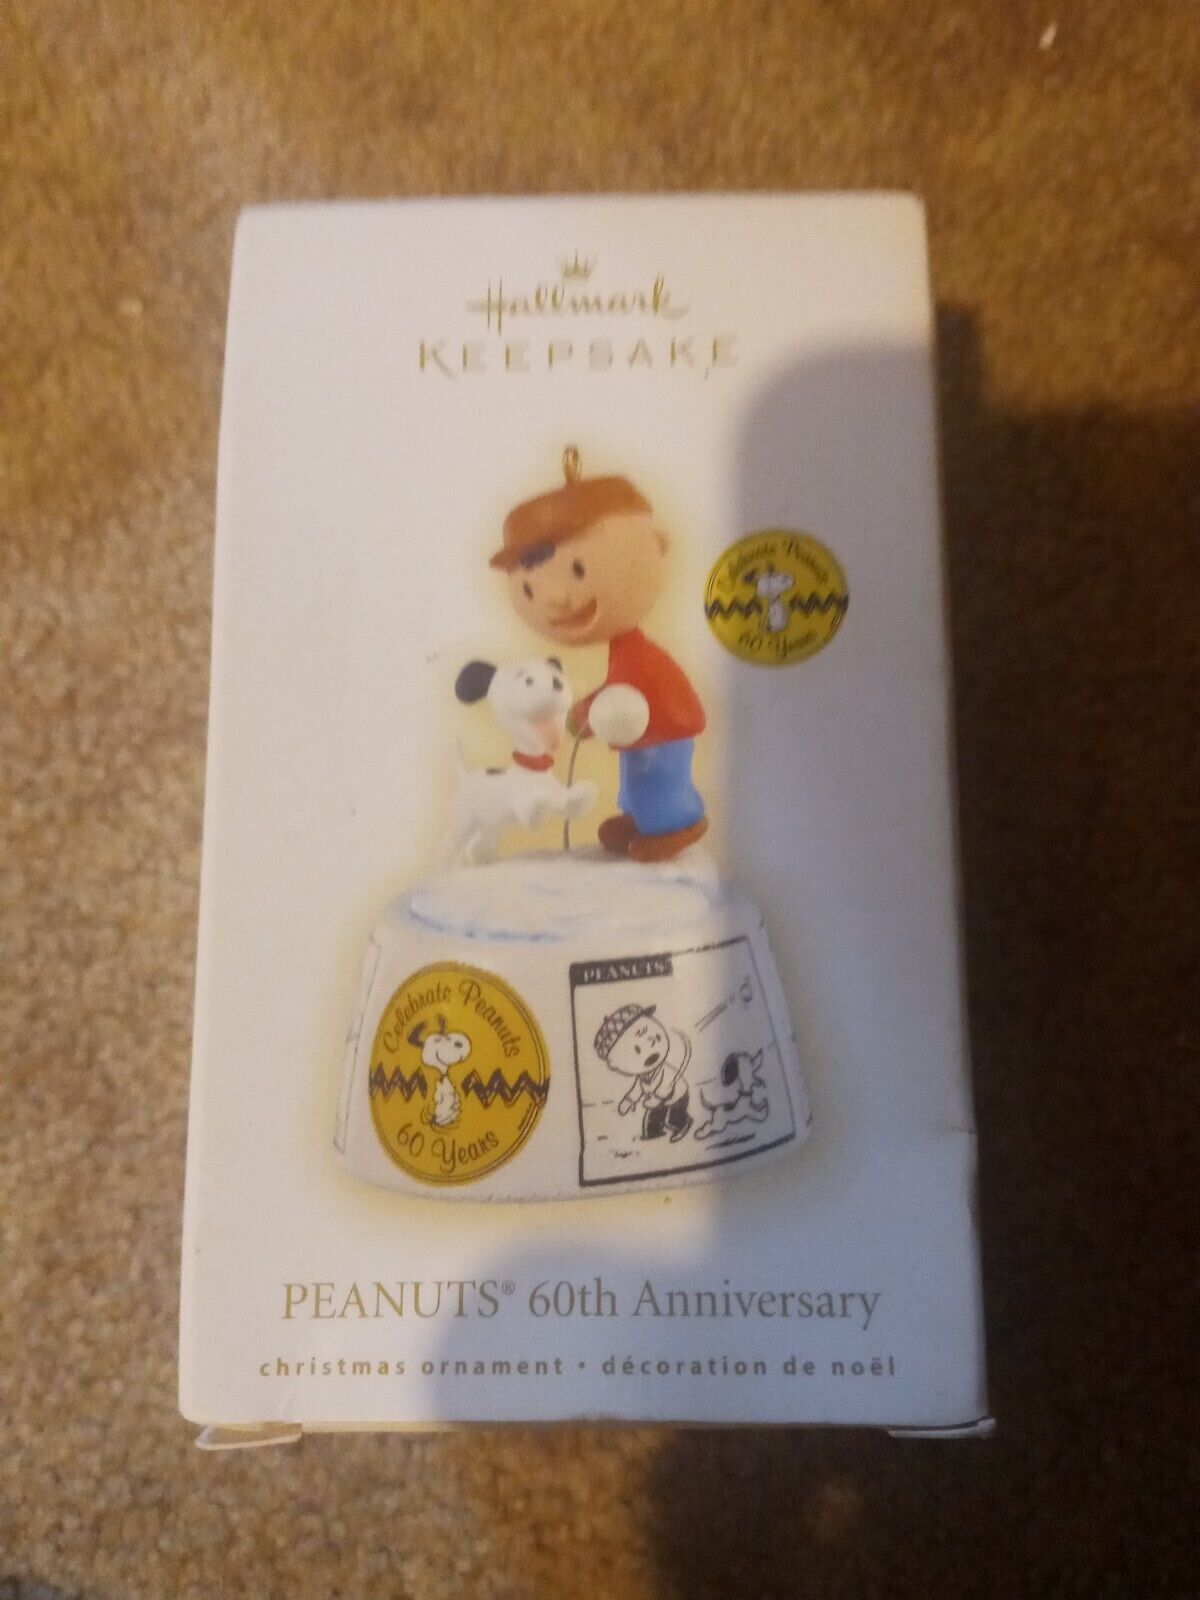 Hallmark
KEEPSAKE
Celebrate Peanuts
60 Years
Celebrate Peanuts
60 Years
PEANUTS
PEANUTS® 60th Anniversary
christmas ornament • décoration de noël